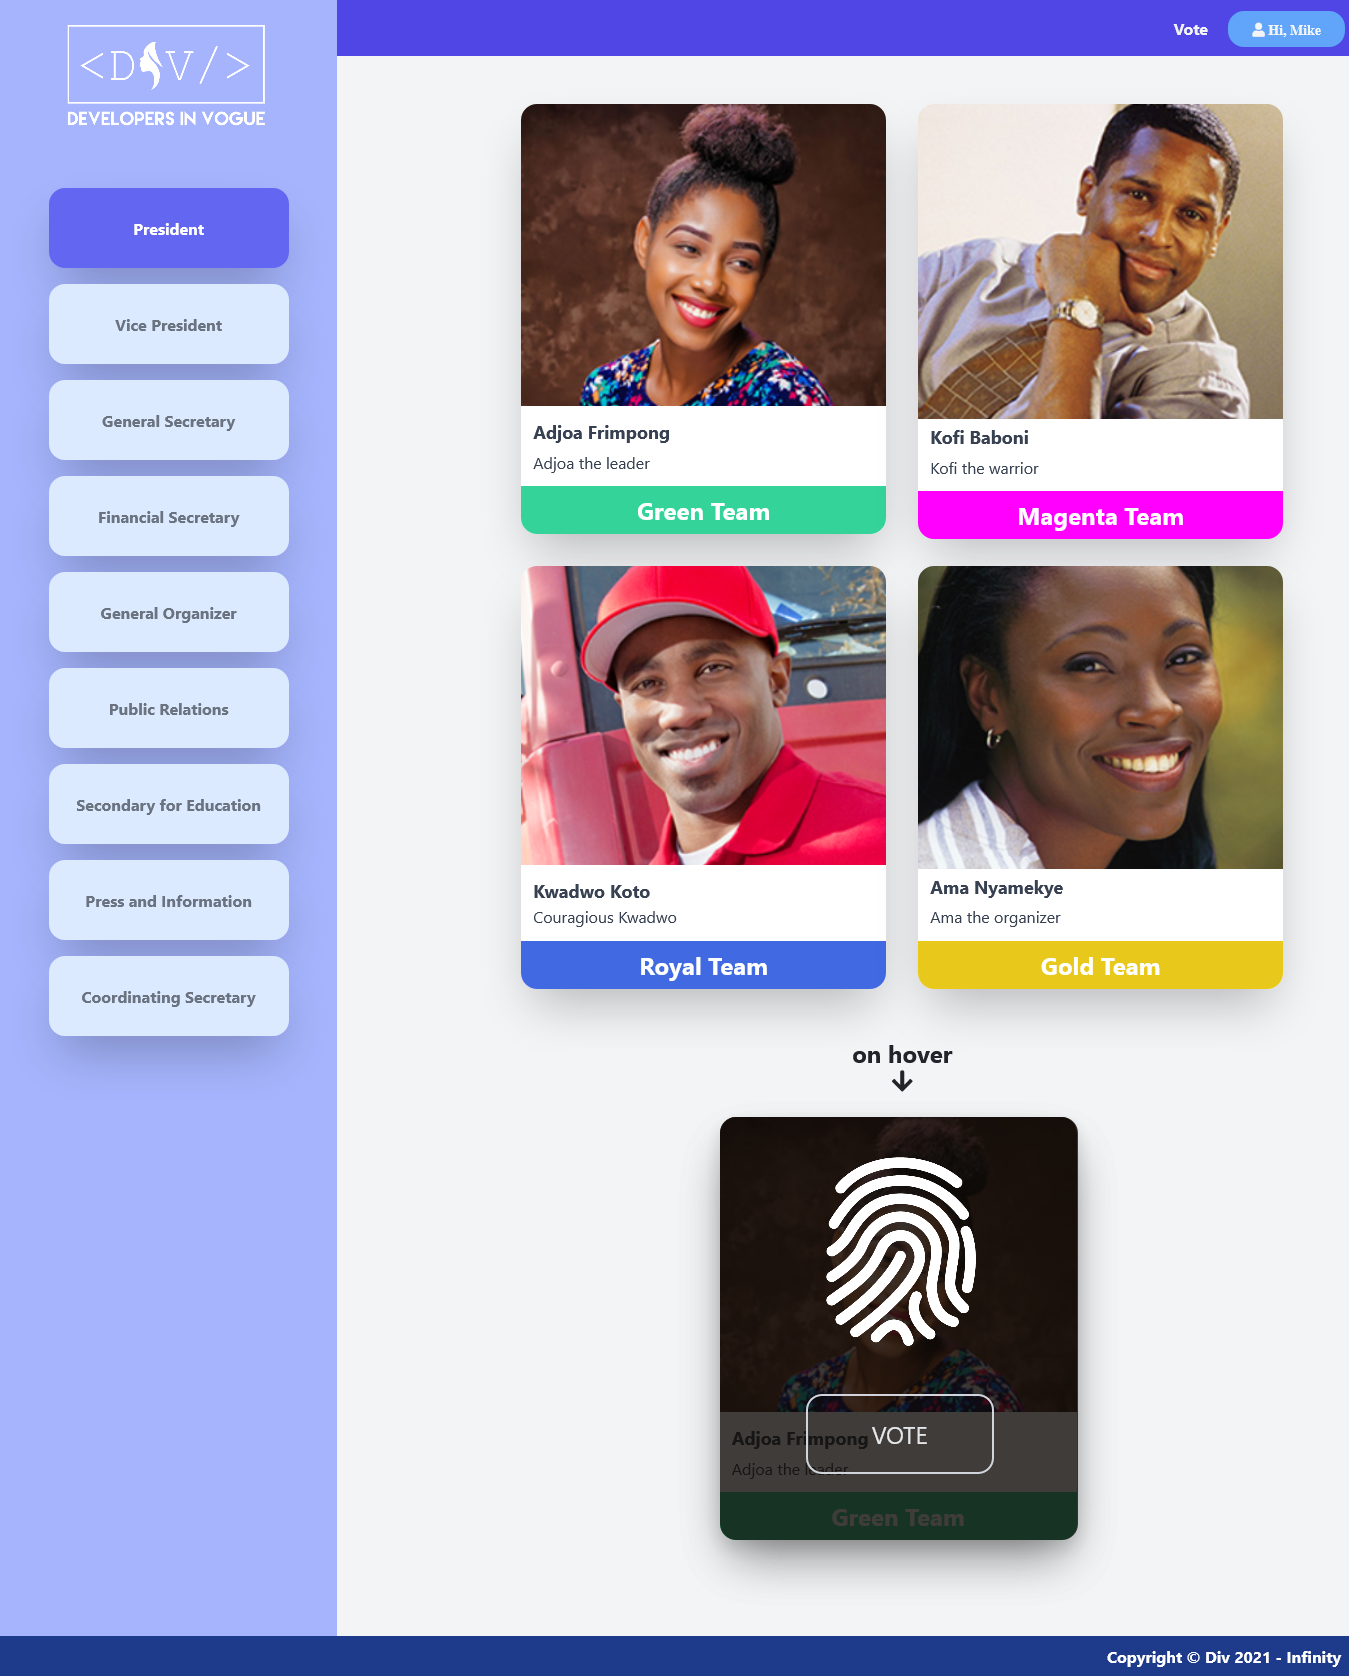 <D V/>
DEVELOPERS IN VOGUE
Vote
Hi, Mike
President
Vice President
General Secretary
Financial Secretary
General Organizer
Public Relations
Secondary for Education
Press and Information
Coordinating Secretary
Adjoa Frimpong
Adjoa the leader
Green Team
Kofi Baboni
Kofi the warrior
Magenta Team
Kwadwo Koto
Couragious Kwadwo
Royal Team
Ama Nyamekye
Ama the organizer
Gold Team
on hover
VOTE
Adjoa Frimpong
Adjoa the leader
Green Team
Copyright © Div 2021 - Infinity